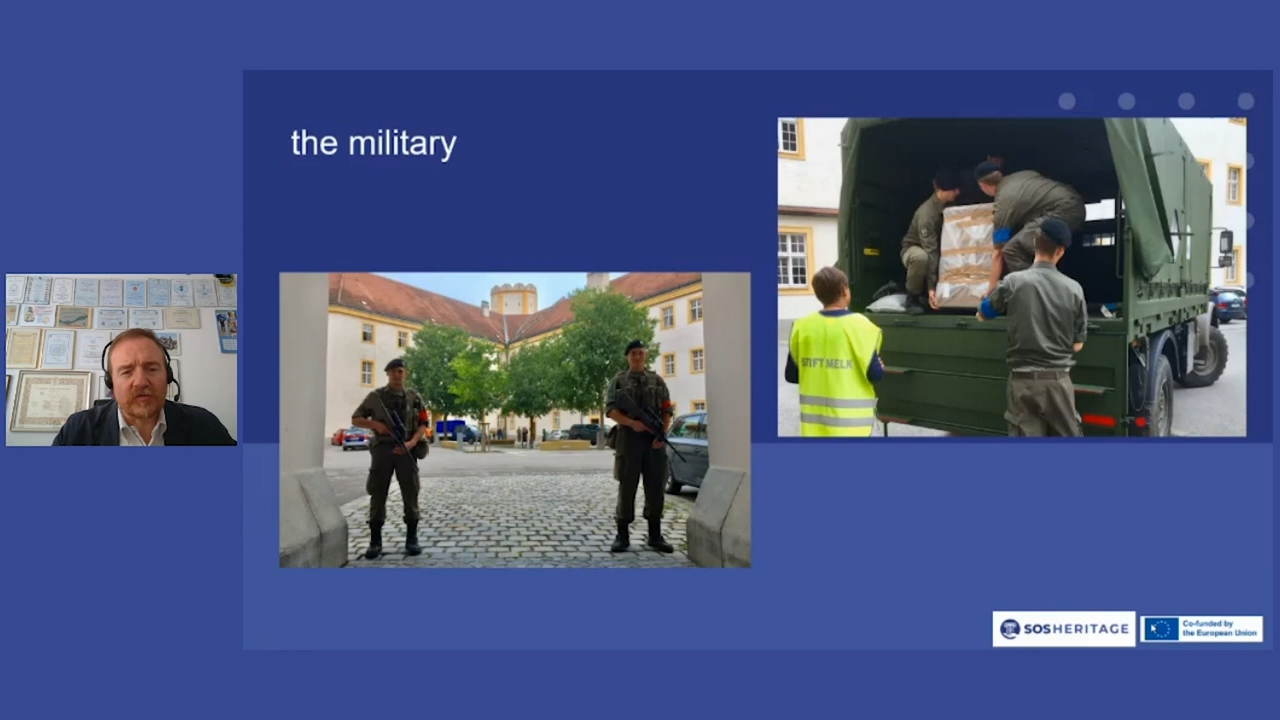 the military
STIFT MELK
SOSHERITAGE
Co-funded by
the European Union